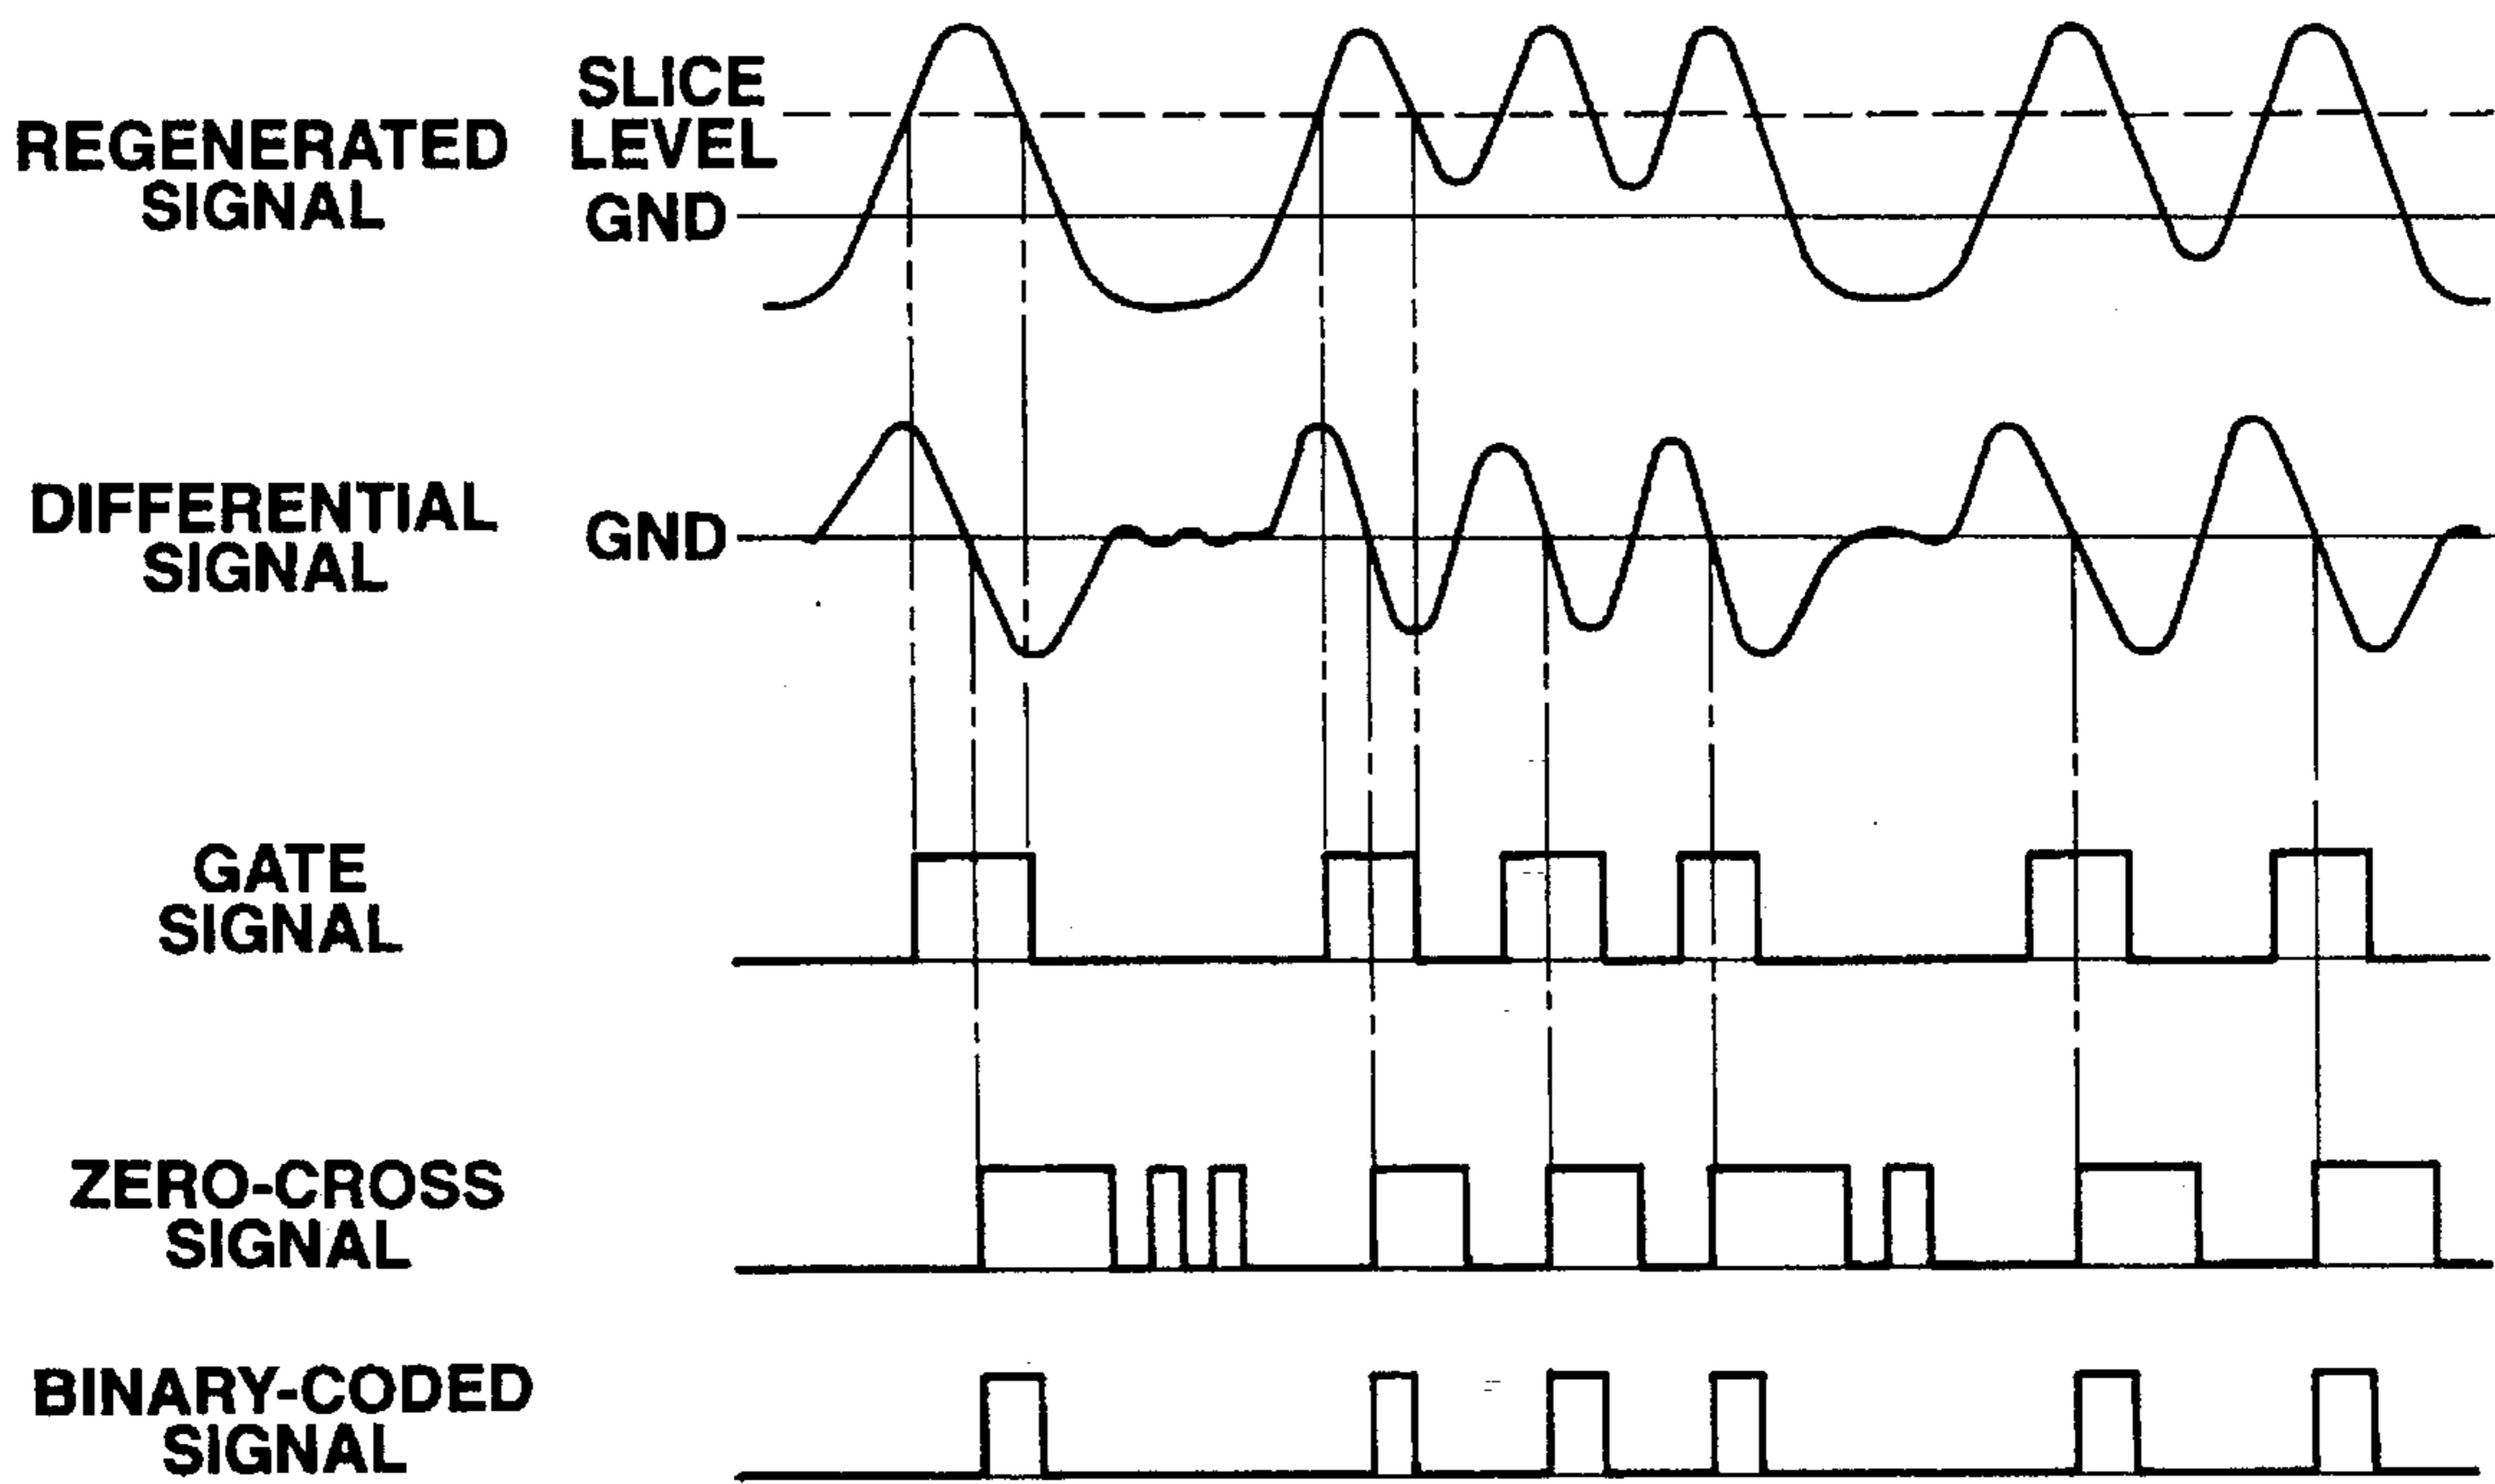 REGENERATED
SIGNAL
SLICE
LEVEL
GND
DIFFERENTIAL
SIGNAL
GND
GATE
SIGNAL
ZERO-CROSS
SIGNAL
BINARY-CODED
SIGNAL